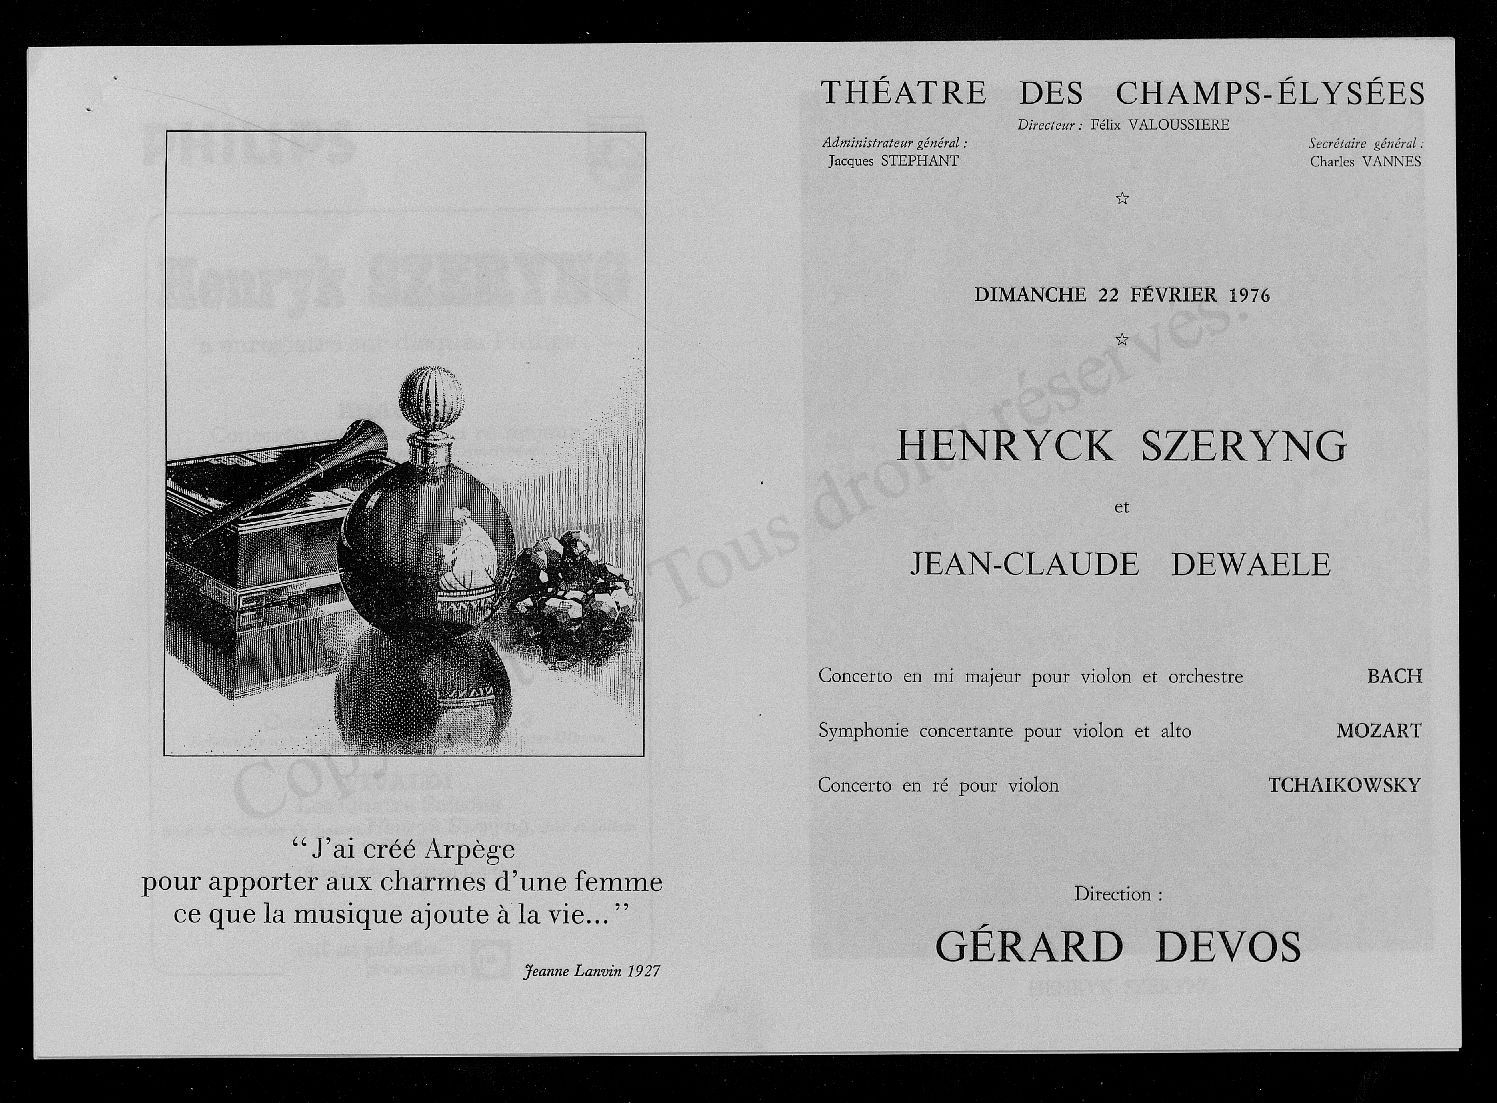 “J’ai créé Arpège
pour apporter aux charmes d’une femme
ce que la musique ajoute à la vie...”
Jeanne Lanvin 1927
THÉATRE DES CHAMPS-ÉLYSÉES
Directeur : Félix VALOUSSIERE
Administrateur général :
Jacques STEPHANT
Secrétaire général :
Charles VANNES
☆
DIMANCHE 22 FÉVRIER 1976
☆
HENRYCK SZERYNG
et
JEAN-CLAUDE DEWAELE
Concerto en mi majeur pour violon et orchestre BACH
Symphonie concertante pour violon et alto MOZART
Concerto en ré pour violon TCHAIKOWSKY
Direction :
GÉRARD DEVOS
Tous droits réservés.